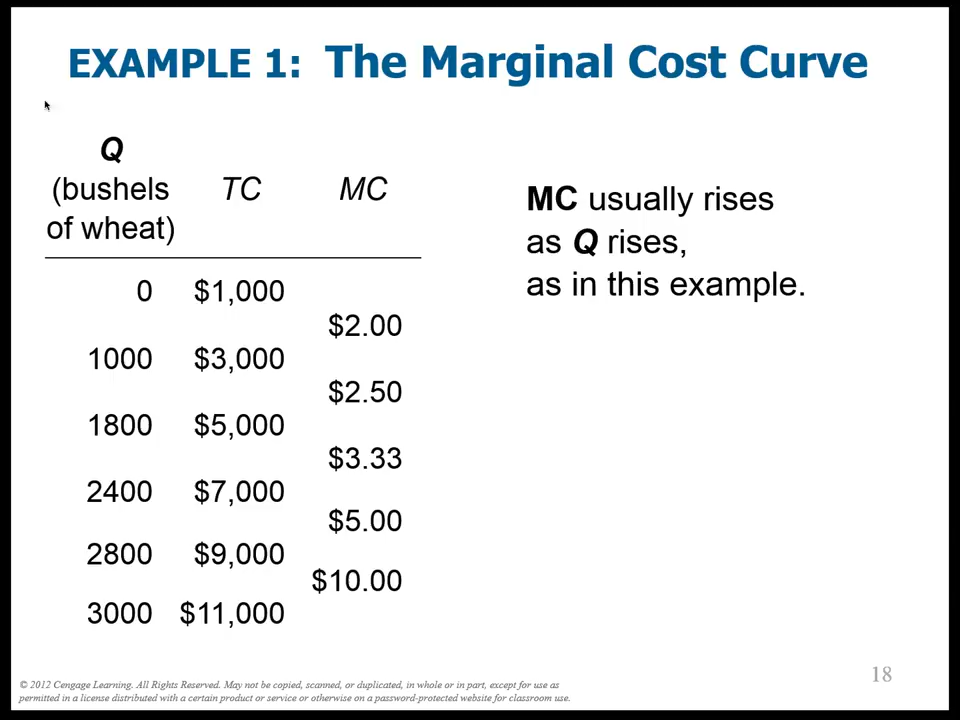 EXAMPLE 1: The Marginal Cost Curve
Q
(bushels
of wheat)
TC
MC
MC usually rises
as Q rises,
as in this example.
0 $1,000
$2.00
1000 $3,000
$2.50
1800 $5,000
$3.33
2400 $7,000
$5.00
2800 $9,000
$10.00
3000 $11,000
18
© 2012 Cengage Learning. All Rights Reserved. May not be copied, scanned, or duplicated, in whole or in part, except for use as
permitted in a license distributed with a certain product or service or otherwise on a password-protected website for classroom use.